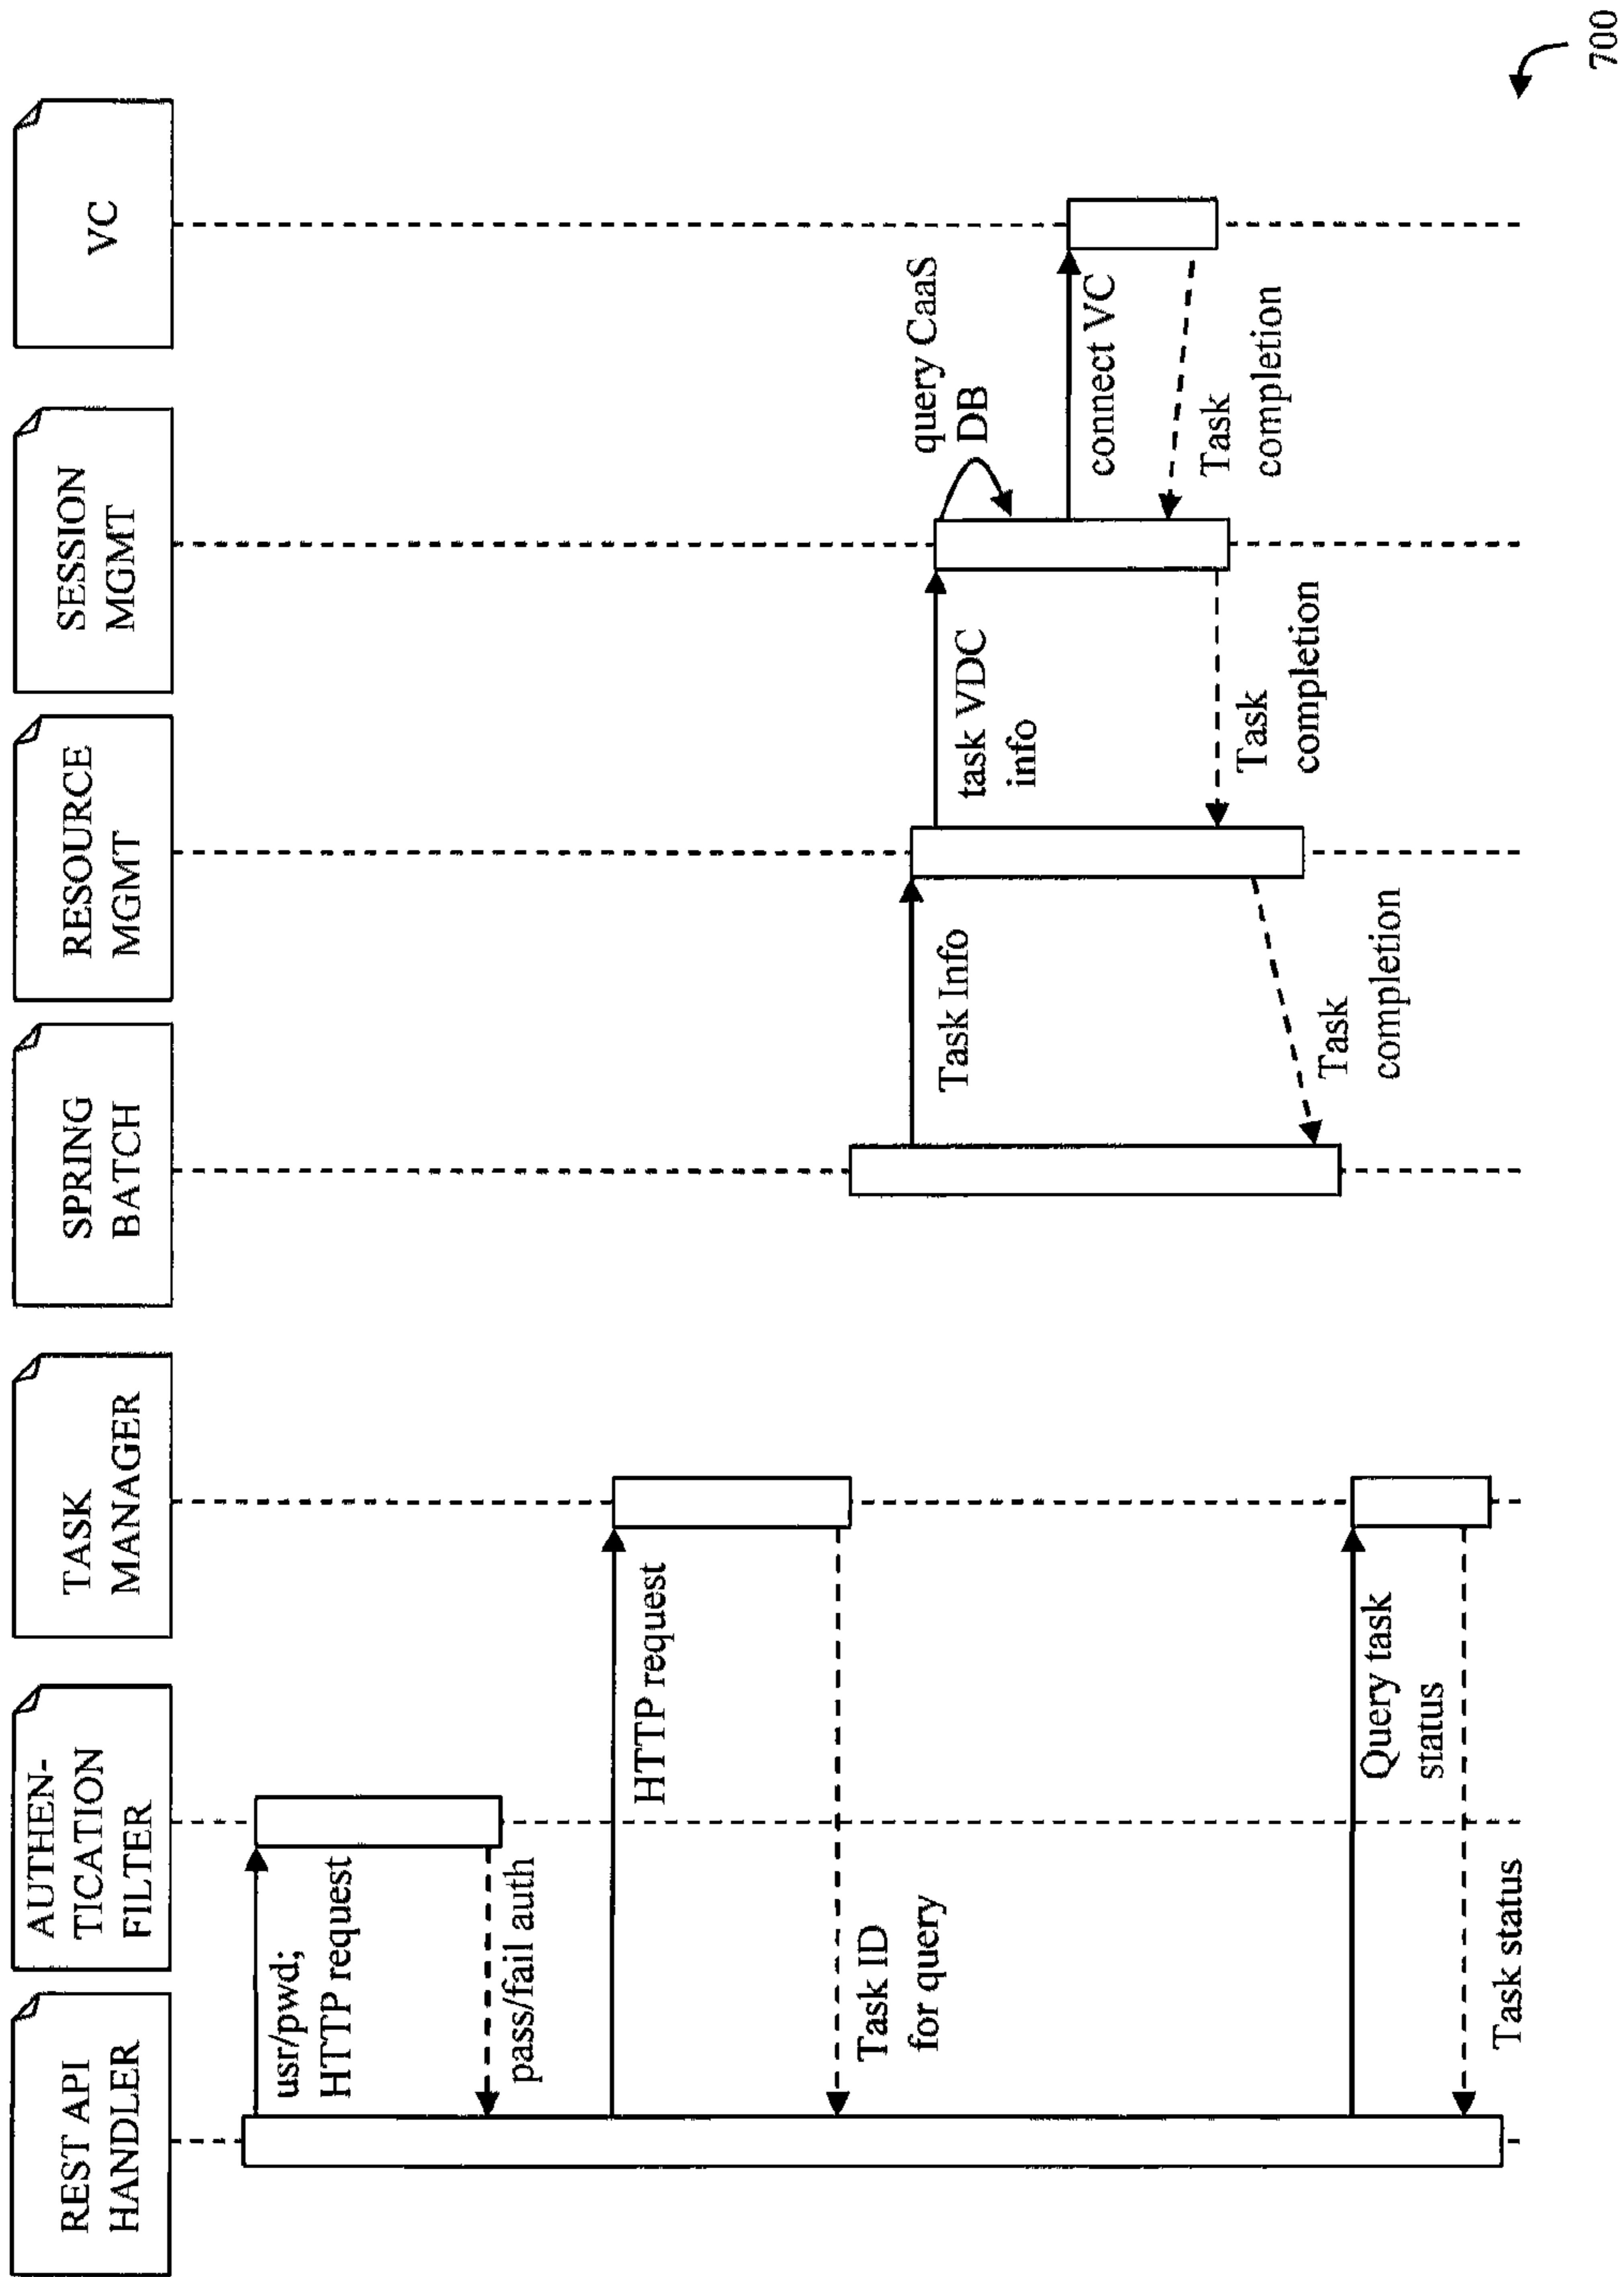 REST API
HANDLER
AUTHEN-
TICATION
FILTER
TASK
MANAGER
SPRING
BATCH
RESOURCE
MGMT
SESSION
MGMT
VC
usr/pwd;
HTTP request
pass/fail auth
HTTP request
Task ID
for query
Task Info
task VDC
info
query CaaS
DB
connect VC
Task
completion
Task
completion
Task
completion
Query task
status
Task status
700